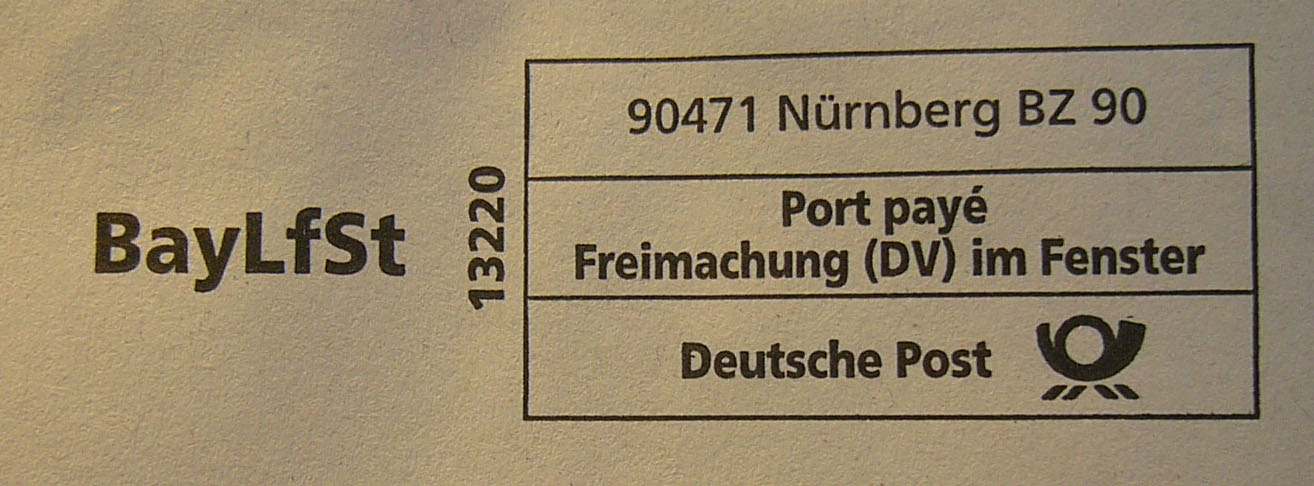 BayLfSt
13220
90471 Nürnberg BZ 90
Port payé
Freimachung (DV) im Fenster
Deutsche Post